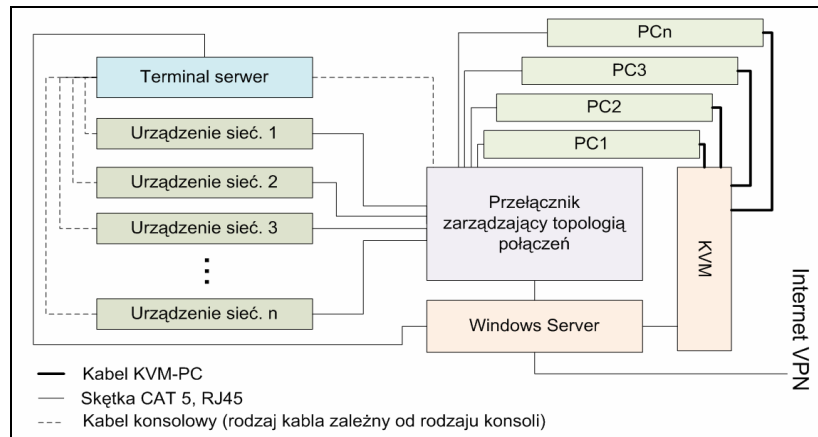 PCn
PC3
PC2
PC1
Terminal serwer
Urządzenie sieć. 1
Urządzenie sieć. 2
Urządzenie sieć. 3
Urządzenie sieć. n
Przełącznik
zarządzający topologią
połączeń
KVM
Windows Server
Internet VPN
Kabel KVM-PC
Skętka CAT 5, RJ45
Kabel konsolowy (rodzaj kabla zależny od rodzaju konsoli)